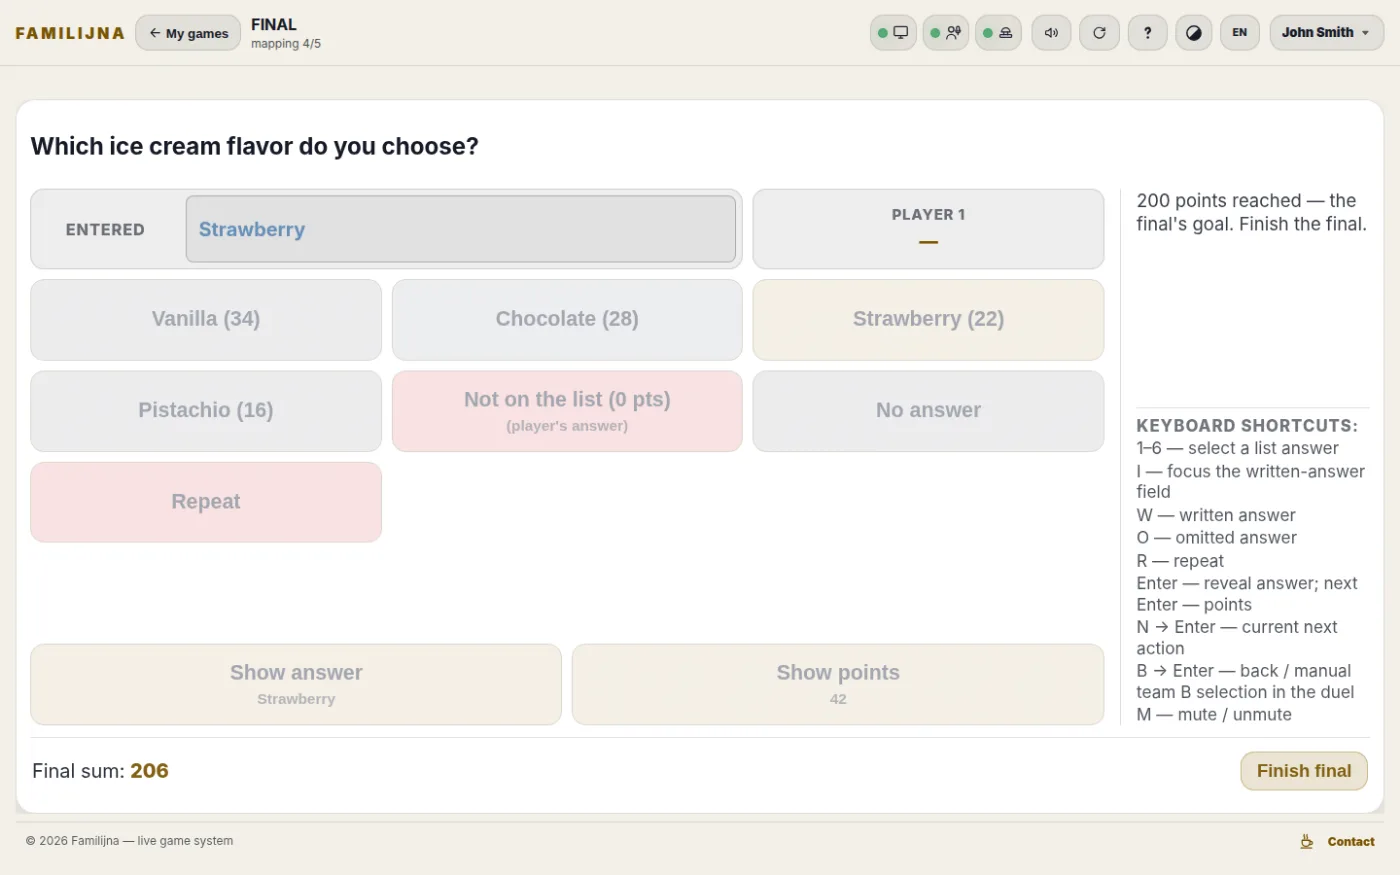 FAMILIJNA
← My games
FINAL
mapping 4/5
?
EN
John Smith
Which ice cream flavor do you choose?
ENTERED
Strawberry
PLAYER 1
—
Vanilla (34)
Chocolate (28)
Strawberry (22)
Pistachio (16)
Not on the list (0 pts)
(player's answer)
No answer
Repeat
Show answer
Strawberry
Show points
42
200 points reached — the
final's goal. Finish the final.
KEYBOARD SHORTCUTS:
1–6 — select a list answer
I — focus the written-answer
field
W — written answer
O — omitted answer
R — repeat
Enter — reveal answer; next
Enter — points
N → Enter — current next
action
B → Enter — back / manual
team B selection in the duel
M — mute / unmute
Final sum: 206
Finish final
© 2026 Familijna — live game system
Contact